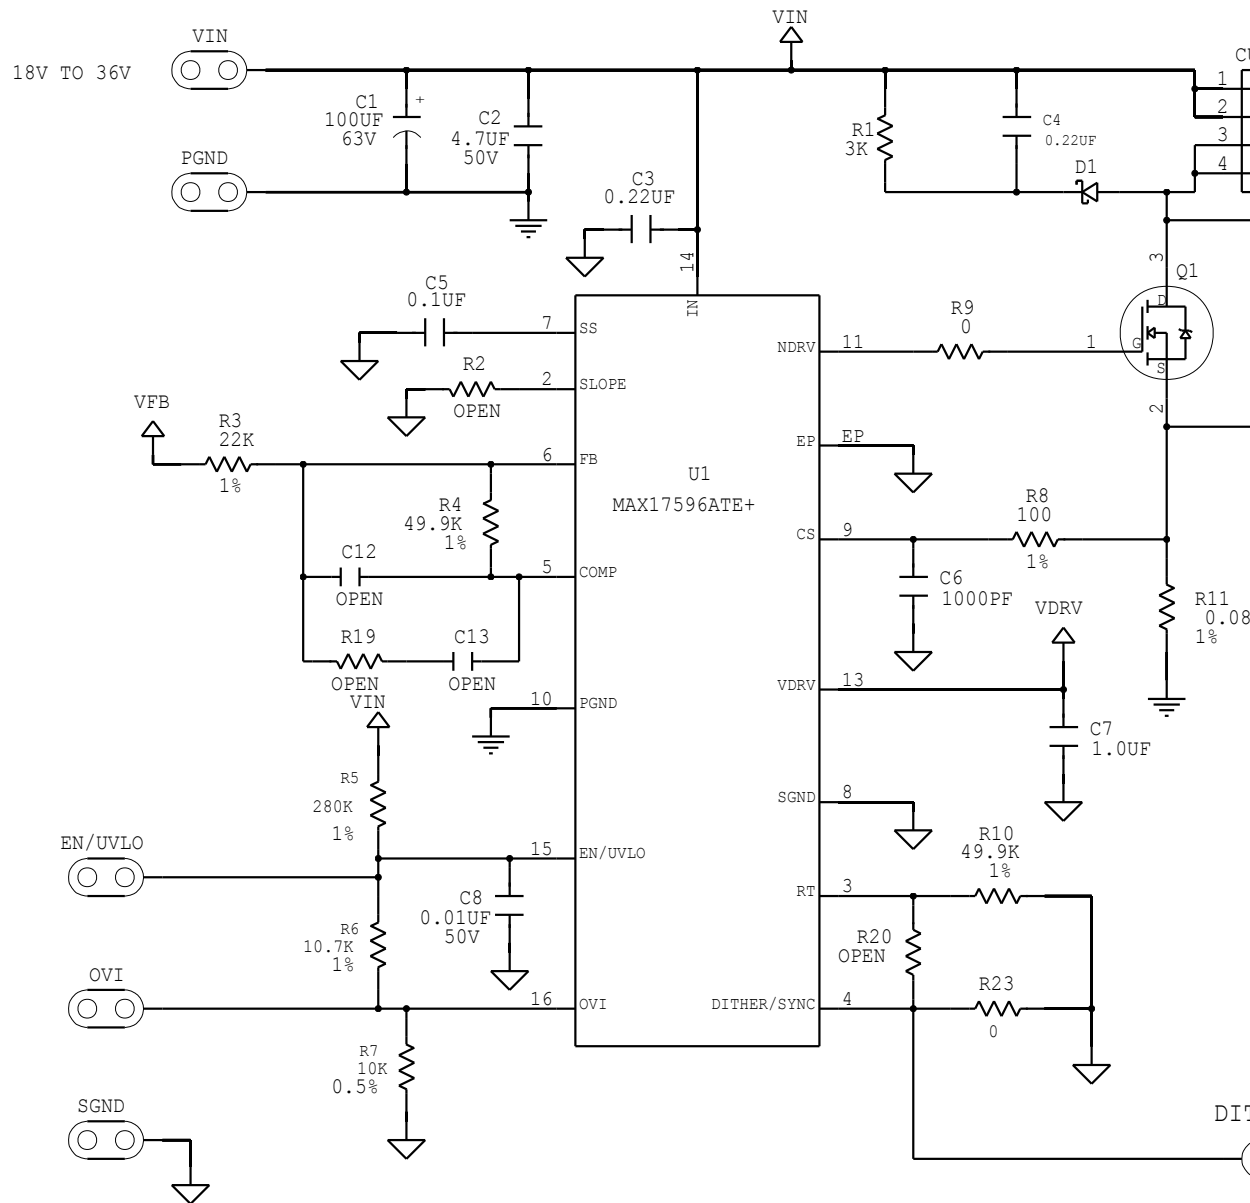 VIN
VIN
18V TO 36V
CU
1
2
3
4
C1
+
100UF
63V
C2
4.7UF
50V
R1
3K
C4
0.22UF
D1
PGND
C3
0.22UF
14
IN
3
Q1
D
G
S
1
2
C5
0.1UF
7
SS
R9
0
11
NDRV
R2
OPEN
2
SLOPE
VFB
R3
22K
1%
6
FB
EP
EP
U1
MAX17596ATE+
R4
49.9K
1%
R8
100
1%
9
CS
C12
OPEN
5
COMP
C6
1000PF
R11
0.08
1%
VDRV
R19
OPEN
C13
OPEN
VIN
10
PGND
VDRV
13
C7
1.0UF
R5
280K
1%
SGND
8
R10
49.9K
1%
EN/UVLO
15
EN/UVLO
C8
0.01UF
50V
RT
3
R6
10.7K
1%
R20
OPEN
OVI
16
OVI
DITHER/SYNC
4
R23
0
R7
10K
0.5%
SGND
DIT